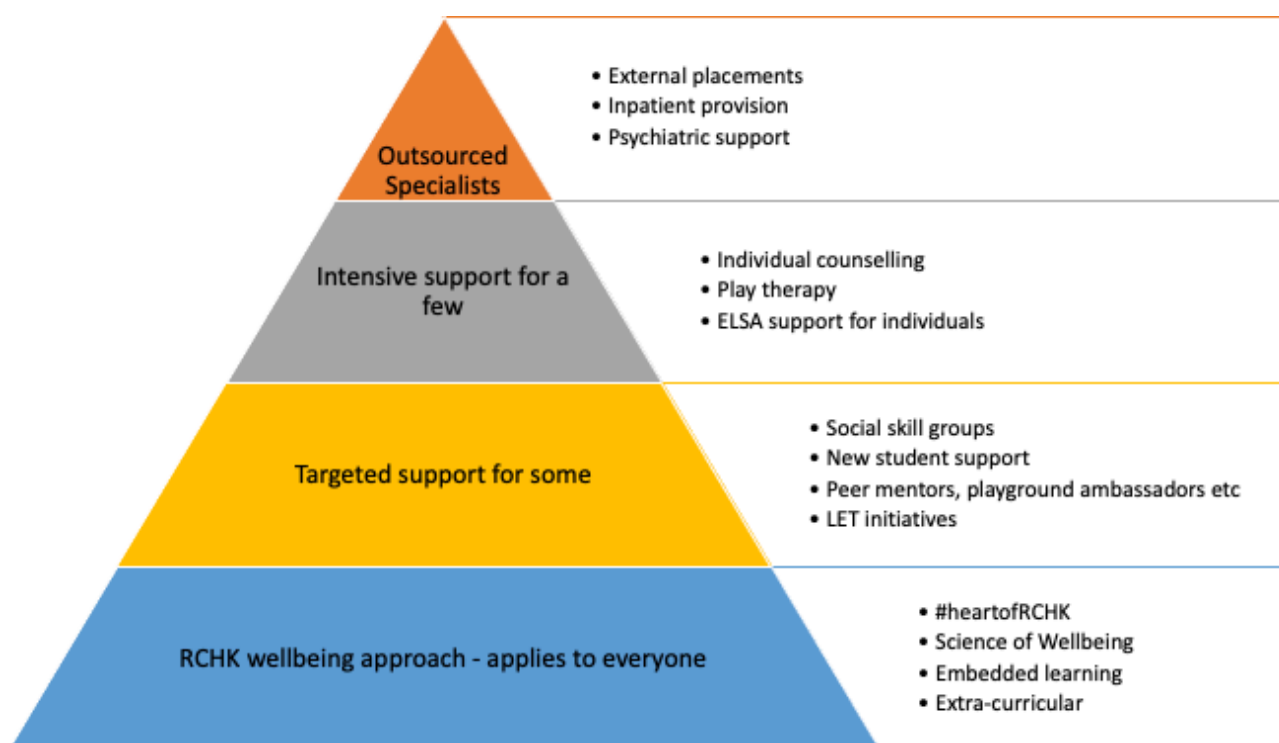 Outsourced
Specialists
• External placements
• Inpatient provision
• Psychiatric support
Intensive support for a
few
• Individual counselling
• Play therapy
• ELSA support for individuals
Targeted support for some
• Social skill groups
• New student support
• Peer mentors, playground ambassadors etc
• LET initiatives
RCHK wellbeing approach - applies to everyone
• #heartofRCHK
• Science of Wellbeing
• Embedded learning
• Extra-curricular